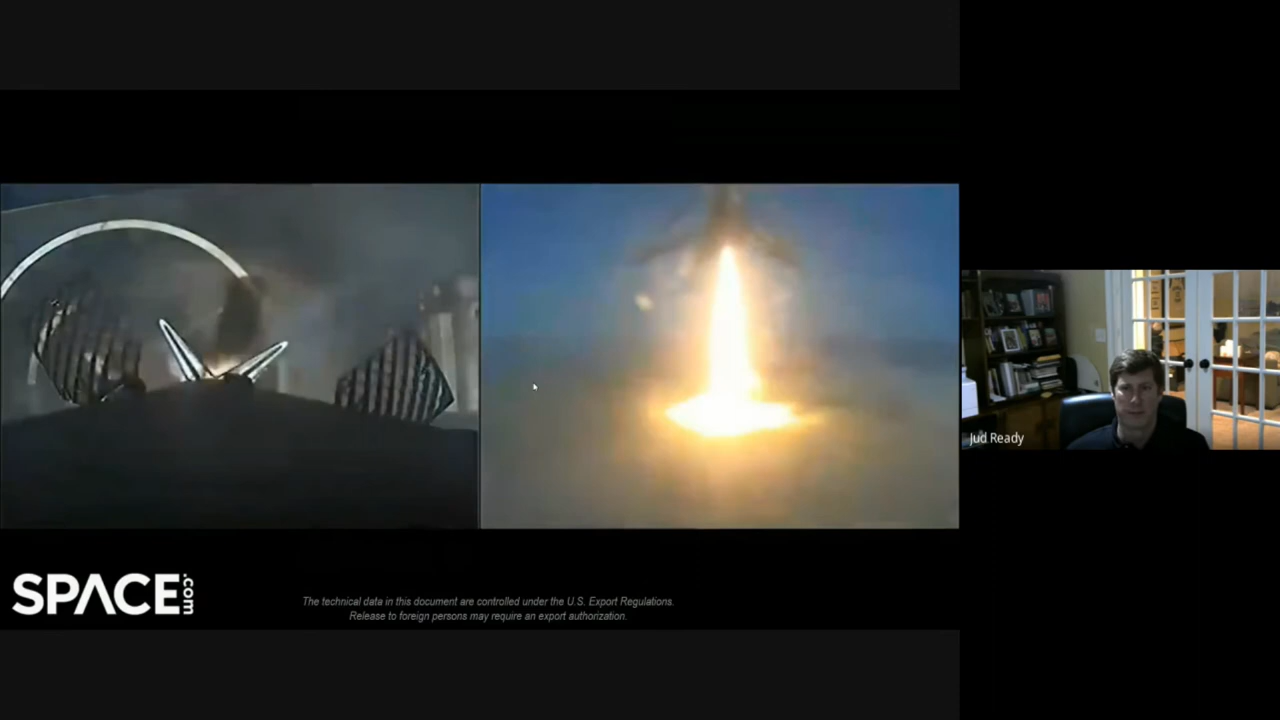 SPACE.com
The technical data in this document are controlled under the U.S. Export Regulations.
Release to foreign persons may require an export authorization.
Jud Ready